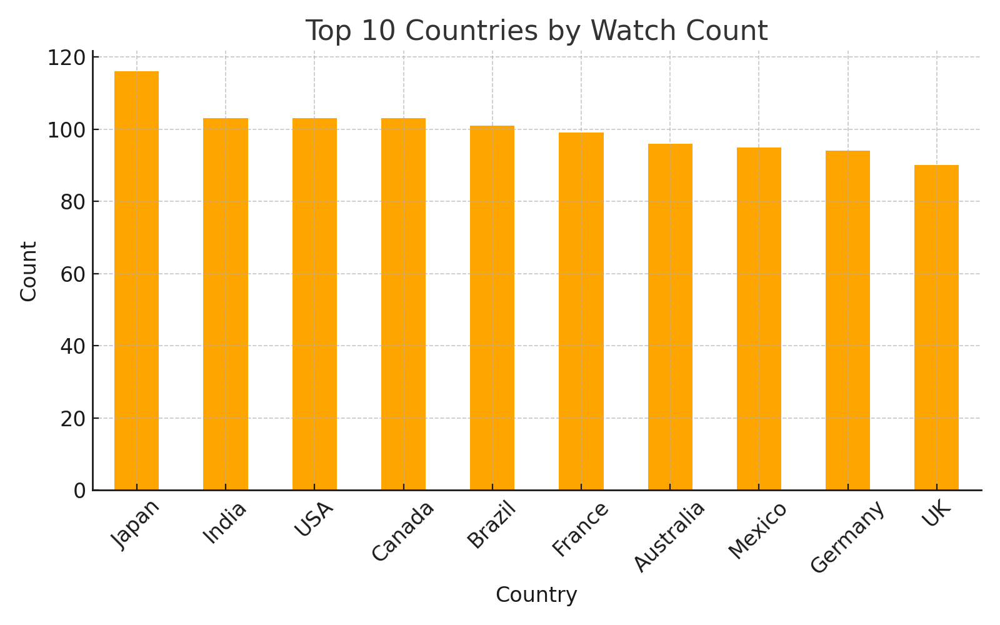 Top 10 Countries by Watch Count
120
100
80
60
40
20
0
Count
Japan
India
USA
Canada
Brazil
France
Australia
Mexico
Germany
UK
Country